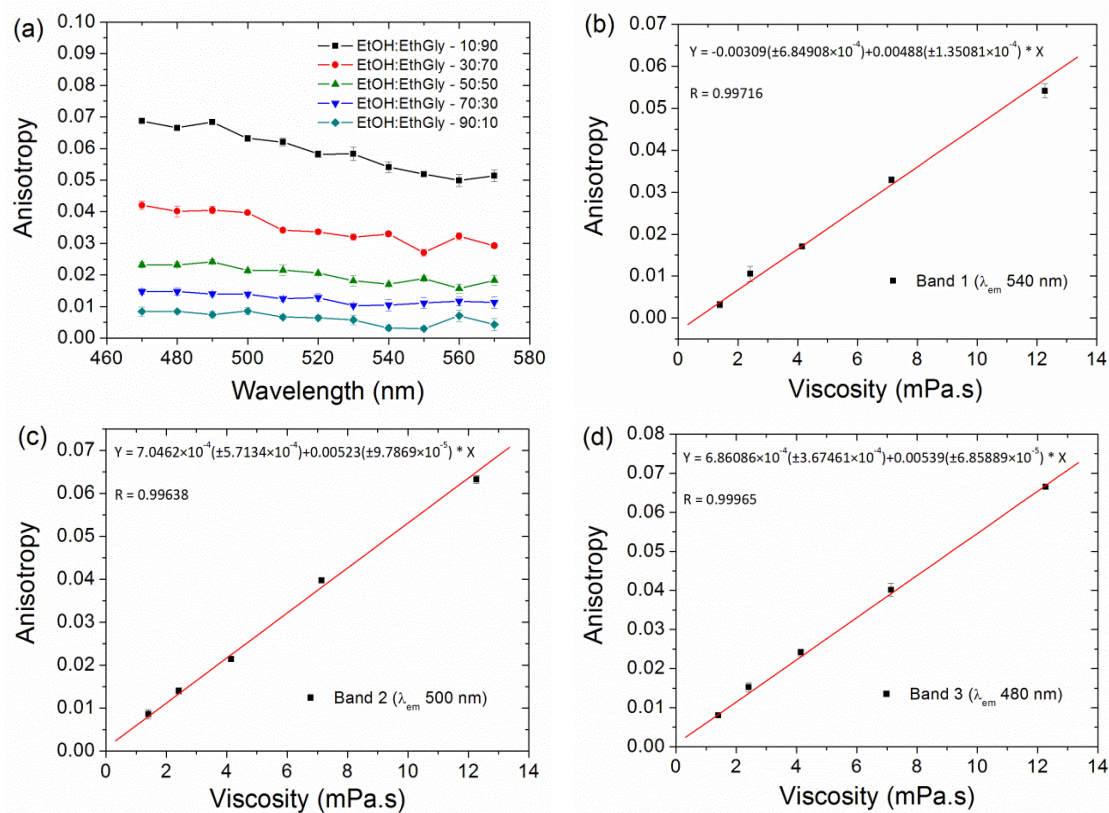 (a)
EtOH:EthGly - 10:90
EtOH:EthGly - 30:70
EtOH:EthGly - 50:50
EtOH:EthGly - 70:30
EtOH:EthGly - 90:10
0.10
0.09
0.08
0.07
0.06
0.05
0.04
0.03
0.02
0.01
0.00
Anisotropy
460 480 500 520 540 560 580
Wavelength (nm)
(b)
Y = -0.00309(±6.84908×10⁻⁴)+0.00488(±1.35081×10⁻⁴) * X
R = 0.99716
Band 1 (λem 540 nm)
0.07
0.06
0.05
0.04
0.03
0.02
0.01
0.00
Anisotropy
0 2 4 6 8 10 12 14
Viscosity (mPa.s)
(c)
Y = 7.0462×10⁻⁴(±5.7134×10⁻⁴)+0.00523(±9.7869×10⁻⁵) * X
R = 0.99638
Band 2 (λem 500 nm)
0.07
0.06
0.05
0.04
0.03
0.02
0.01
0.00
Anisotropy
0 2 4 6 8 10 12 14
Viscosity (mPa.s)
(d)
Y = 6.86086×10⁻⁴(±3.67461×10⁻⁴)+0.00539(±6.85889×10⁻⁵) * X
R = 0.99965
Band 3 (λem 480 nm)
0.08
0.07
0.06
0.05
0.04
0.03
0.02
0.01
0.00
Anisotropy
0 2 4 6 8 10 12 14
Viscosity (mPa.s)